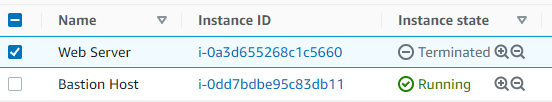 Name Instance ID Instance state
Web Server i-0a3d655268c1c5660 Terminated
Bastion Host i-0dd7bdbe95c83db11 Running